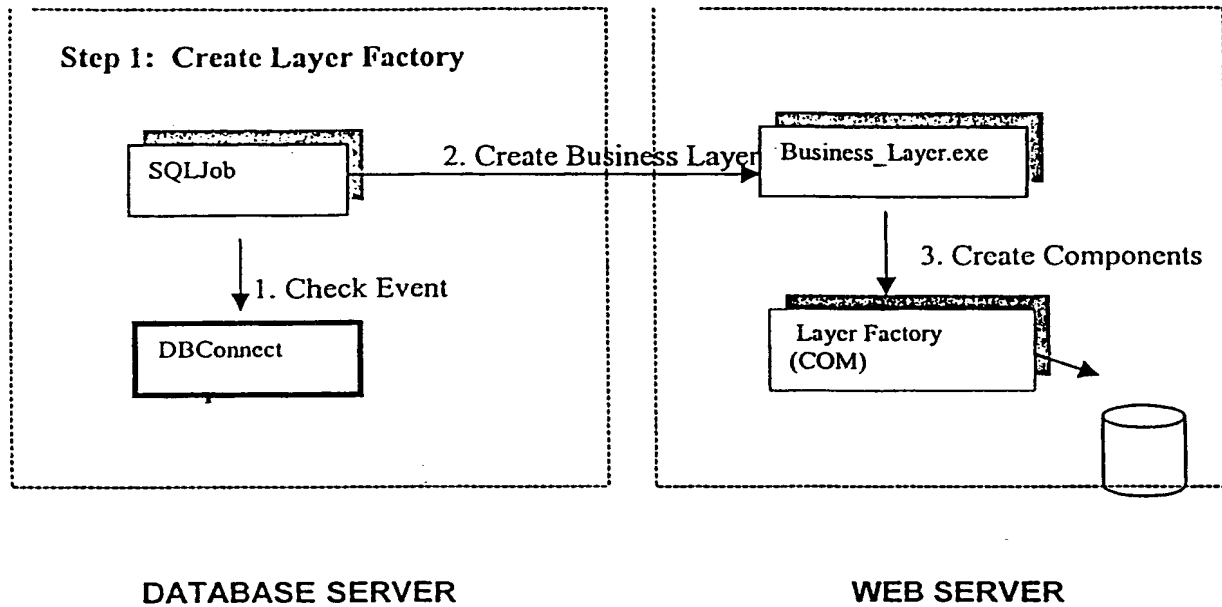 Step 1: Create Layer Factory
SQLJob
2. Create Business Layer
Business_Layer.exe
1. Check Event
3. Create Components
DBConnect
Layer Factory
(COM)
DATABASE SERVER
WEB SERVER